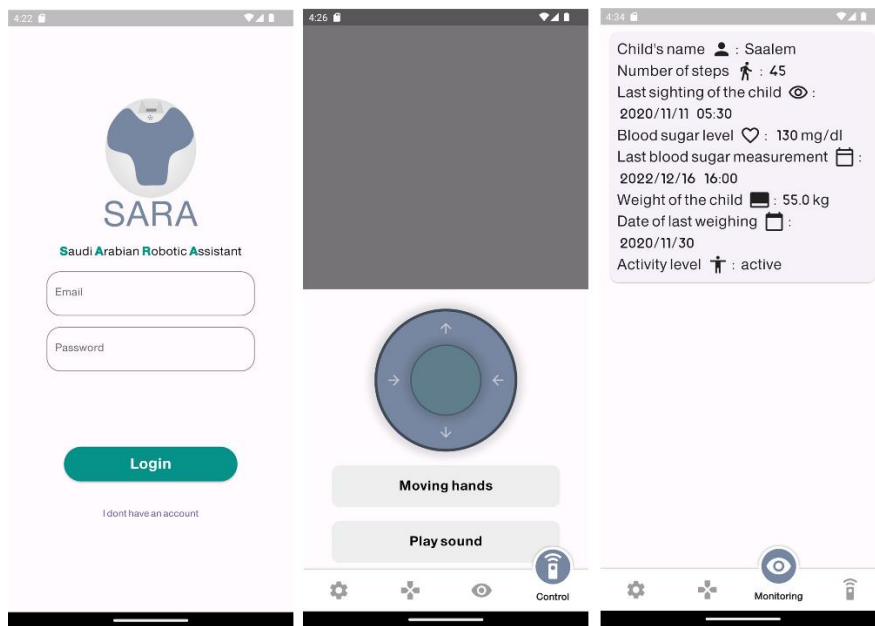 4:22
SARA
Saudi Arabian Robotic Assistant
Email
Password
Login
I dont have an account
4:26
Moving hands
Play sound
Control
4:34
Child's name : Saalem
Number of steps : 45
Last sighting of the child :
2020/11/11 05:30
Blood sugar level : 130 mg/dl
Last blood sugar measurement :
2022/12/16 16:00
Weight of the child : 55.0 kg
Date of last weighing :
2020/11/30
Activity level : active
Monitoring